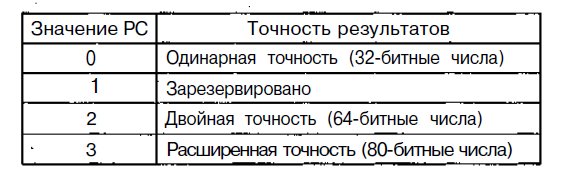 Значение PC Точность результатов
0 Одинарная точность (32-битные числа)
1 Зарезервировано
2 Двойная точность (64-битные числа)
3 Расширенная точность (80-битные числа)